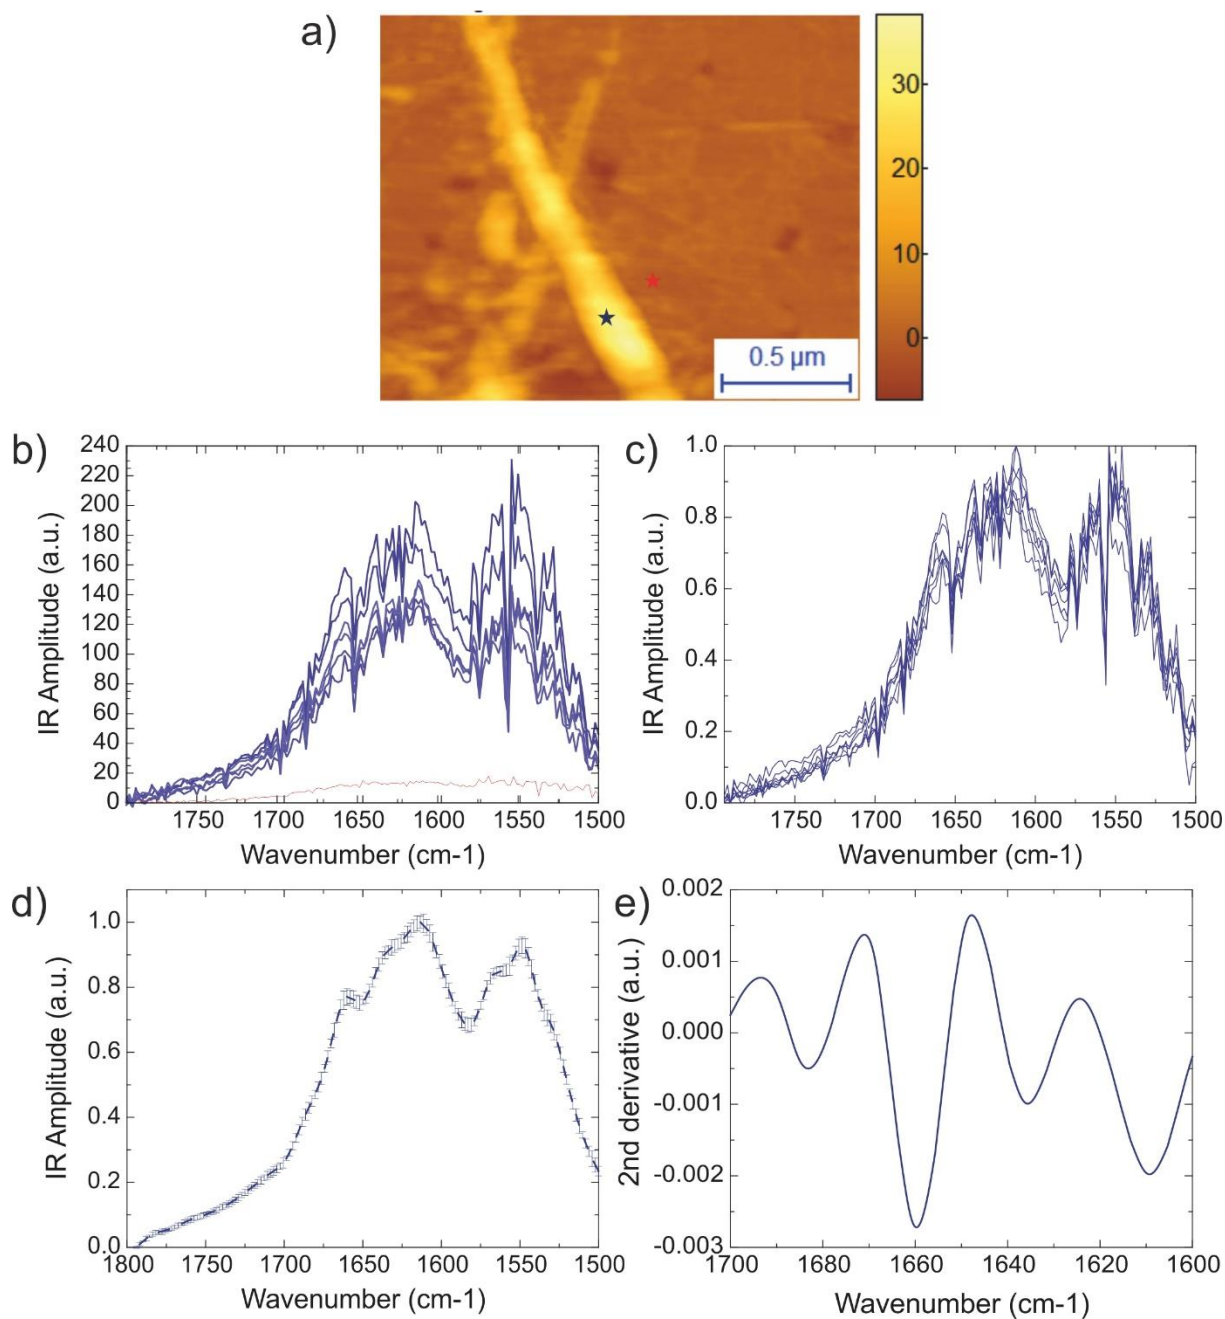 a)
30
20
10
0
0.5 µm
b)
240
220
200
180
160
140
120
100
80
60
40
20
0
IR Amplitude (a.u.)
1750 1700 1650 1600 1550 1500
Wavenumber (cm-1)
c)
1.0
0.8
0.6
0.4
0.2
0.0
IR Amplitude (a.u.)
1750 1700 1650 1600 1550 1500
Wavenumber (cm-1)
d)
1.0
0.8
0.6
0.4
0.2
0.0
IR Amplitude (a.u.)
1800 1750 1700 1650 1600 1550 1500
Wavenumber (cm-1)
e)
0.002
0.001
0.000
-0.001
-0.002
-0.003
2nd derivative (a.u.)
1700 1680 1660 1640 1620 1600
Wavenumber (cm-1)